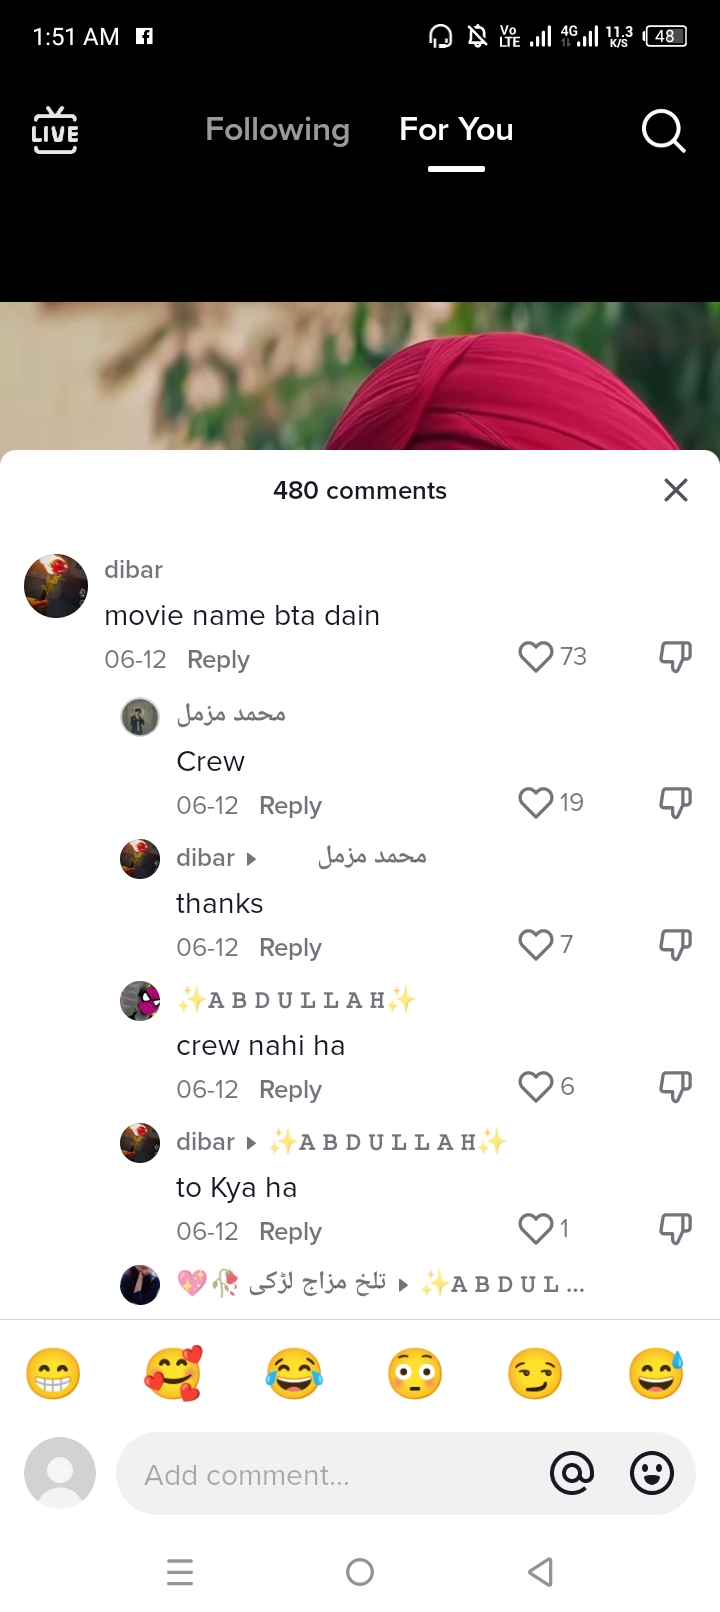 1:51 AM
Vo LTE 4G 11.3 K/S 48
LIVE Following For You
480 comments
dibar
movie name bta dain
06-12 Reply 73
محمد مزمل
Crew
06-12 Reply 19
dibar محمد مزمل
thanks
06-12 Reply 7
✨A B D U L L A H✨
crew nahi ha
06-12 Reply 6
dibar ✨A B D U L L A H✨
to Kya ha
06-12 Reply 1
💖🥀 تلخ مزاج لڑکی ✨A B D U L ...
Add comment...